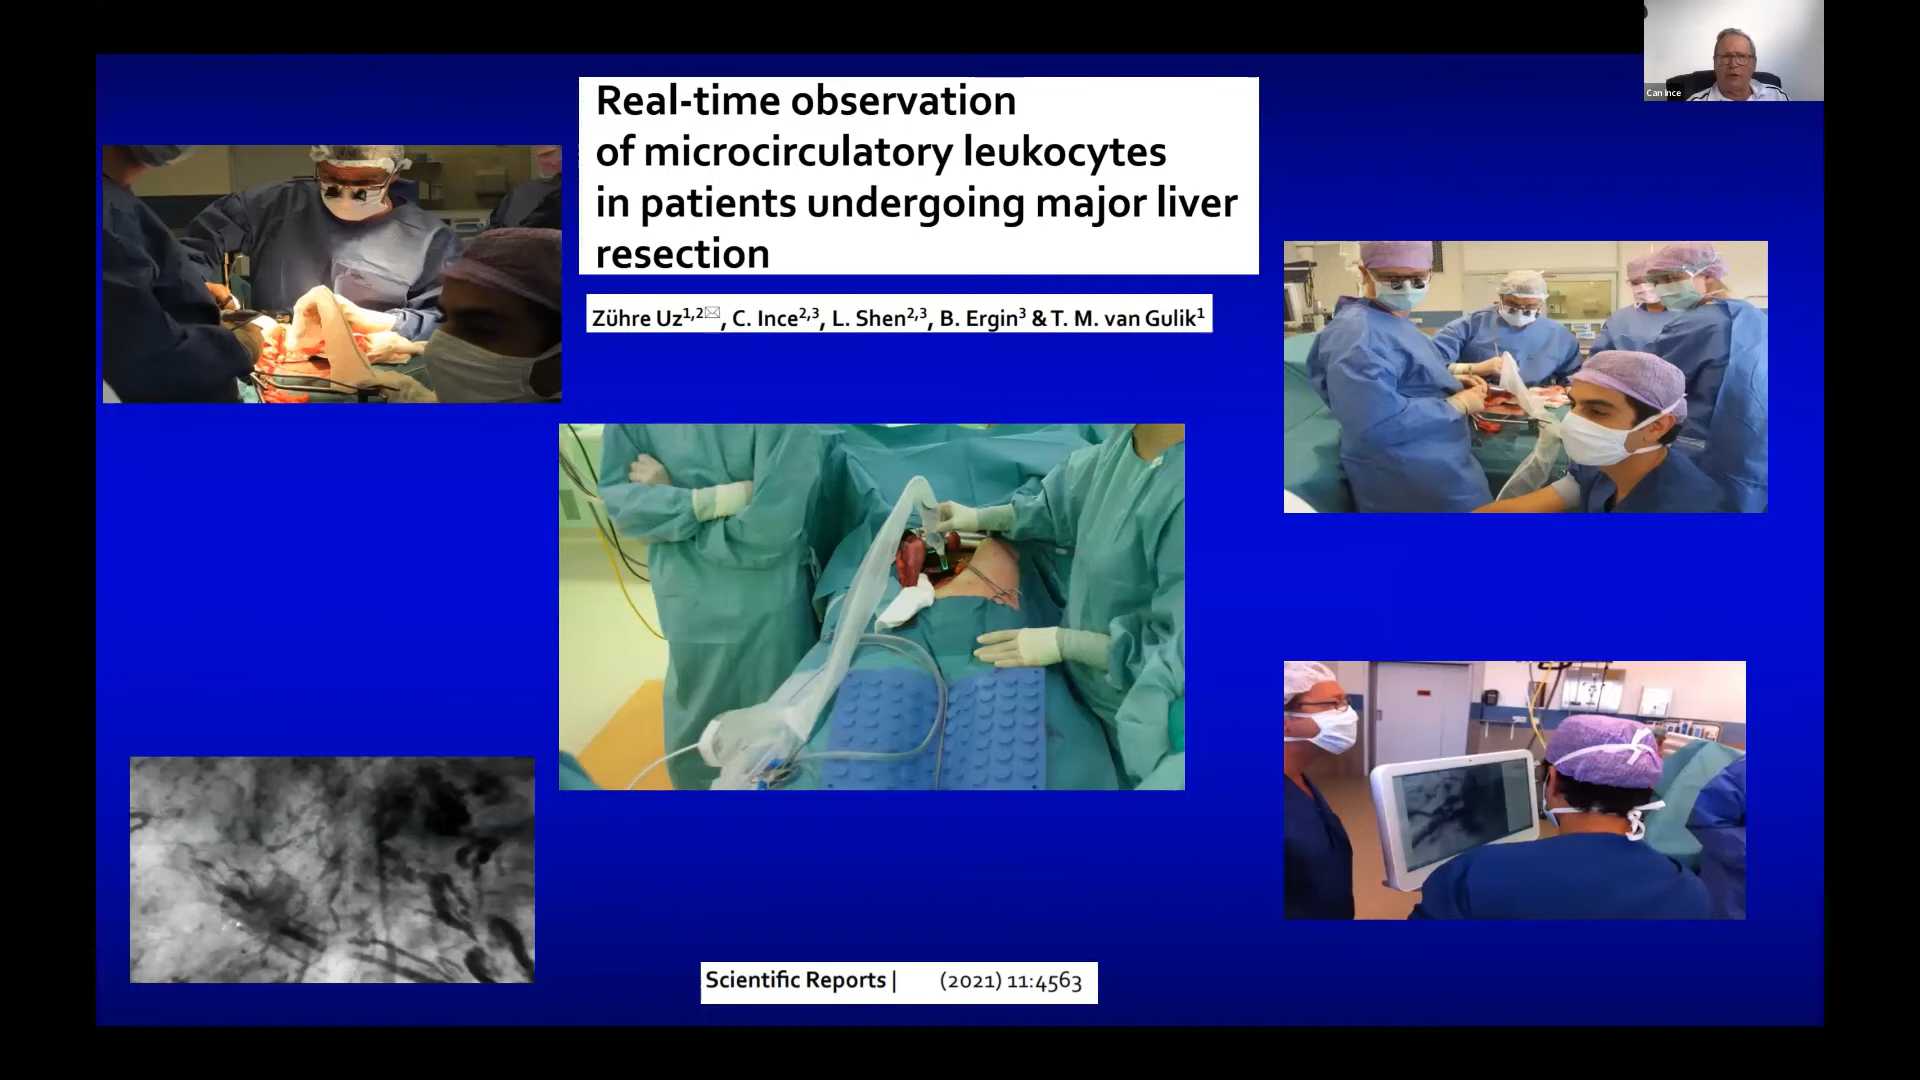 Can Ince
Real-time observation
of microcirculatory leukocytes
in patients undergoing major liver
resection
Zühre Uz1,2✉, C. Ince2,3, L. Shen2,3, B. Ergin3 & T. M. van Gulik1
Scientific Reports | (2021) 11:4563